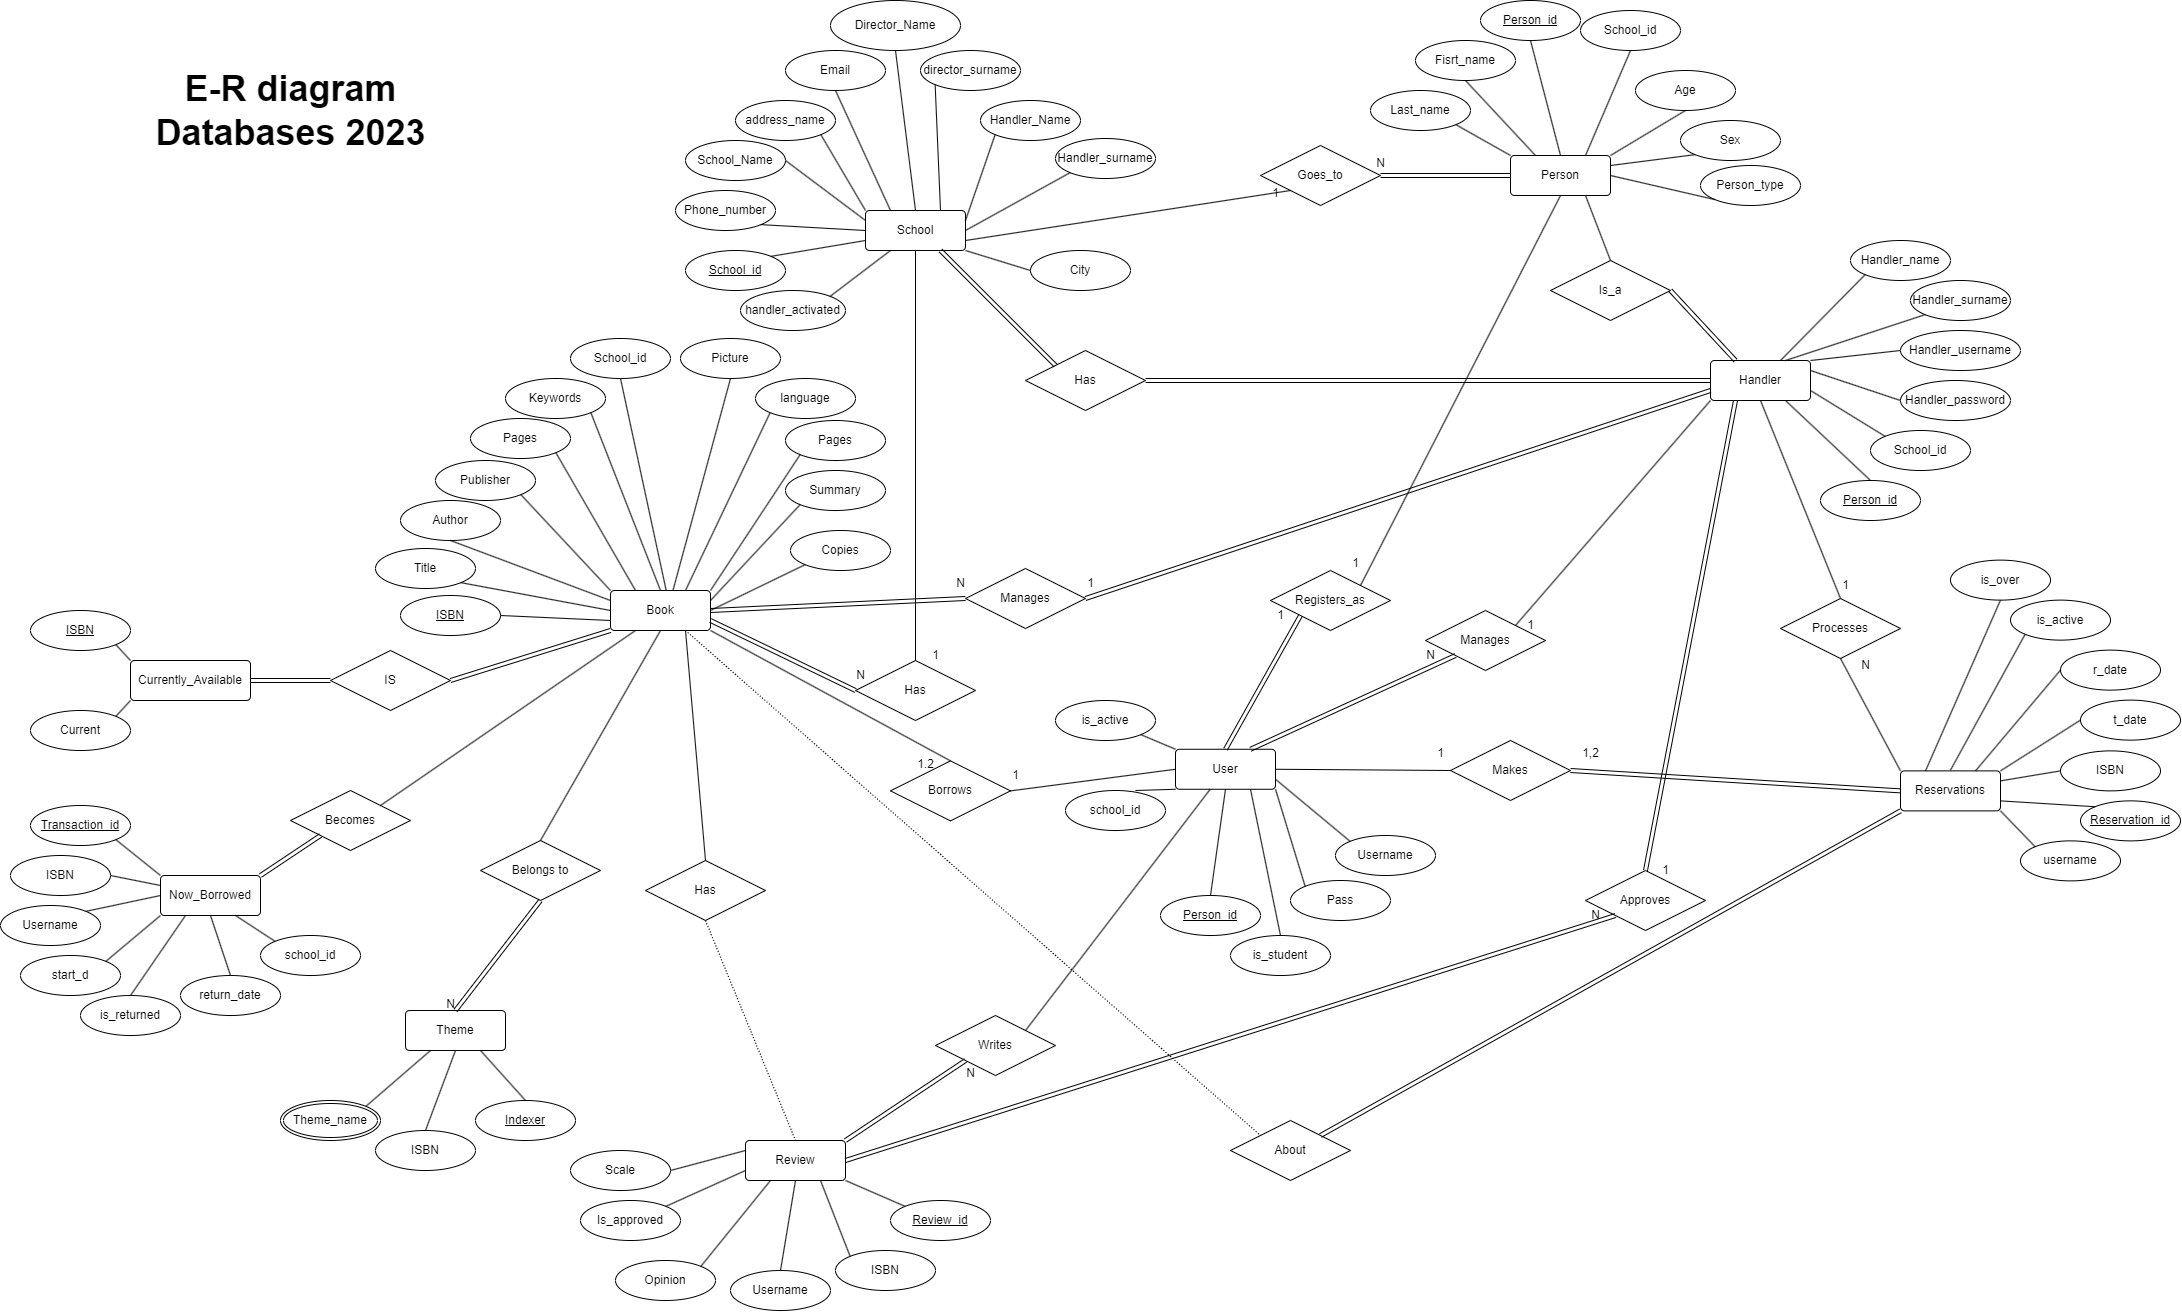 E-R diagram
Databases 2023
Director_Name
Email
director_surname
address_name
Handler_Name
School_Name
Handler_surname
Phone_number
School
School_id
City
handler_activated
Goes_to
1
N
Person_id
School_id
Fisrt_name
Age
Last_name
Sex
Person
Person_type
Is_a
Handler_name
Handler_surname
Handler_username
Handler
Handler_password
School_id
Person_id
Has
School_id
Picture
Keywords
language
Pages
Pages
Publisher
Summary
Author
Copies
Title
ISBN
Book
N
Manages
1
1
Registers_as
1
Manages
1
N
1
Processes
N
is_over
is_active
r_date
t_date
ISBN
Reservation_id
username
Reservations
ISBN
Currently_Available
Current
IS
1
N
Has
is_active
User
school_id
1
Makes
1,2
1.2
Borrows
1
Username
Pass
Person_id
is_student
Becomes
Transaction_id
ISBN
Now_Borrowed
Username
school_id
start_d
return_date
is_returned
Belongs to
N
Theme
Theme_name
Indexer
ISBN
Has
1
Approves
N
Writes
N
About
Review
Scale
Is_approved
Review_id
Opinion
Username
ISBN